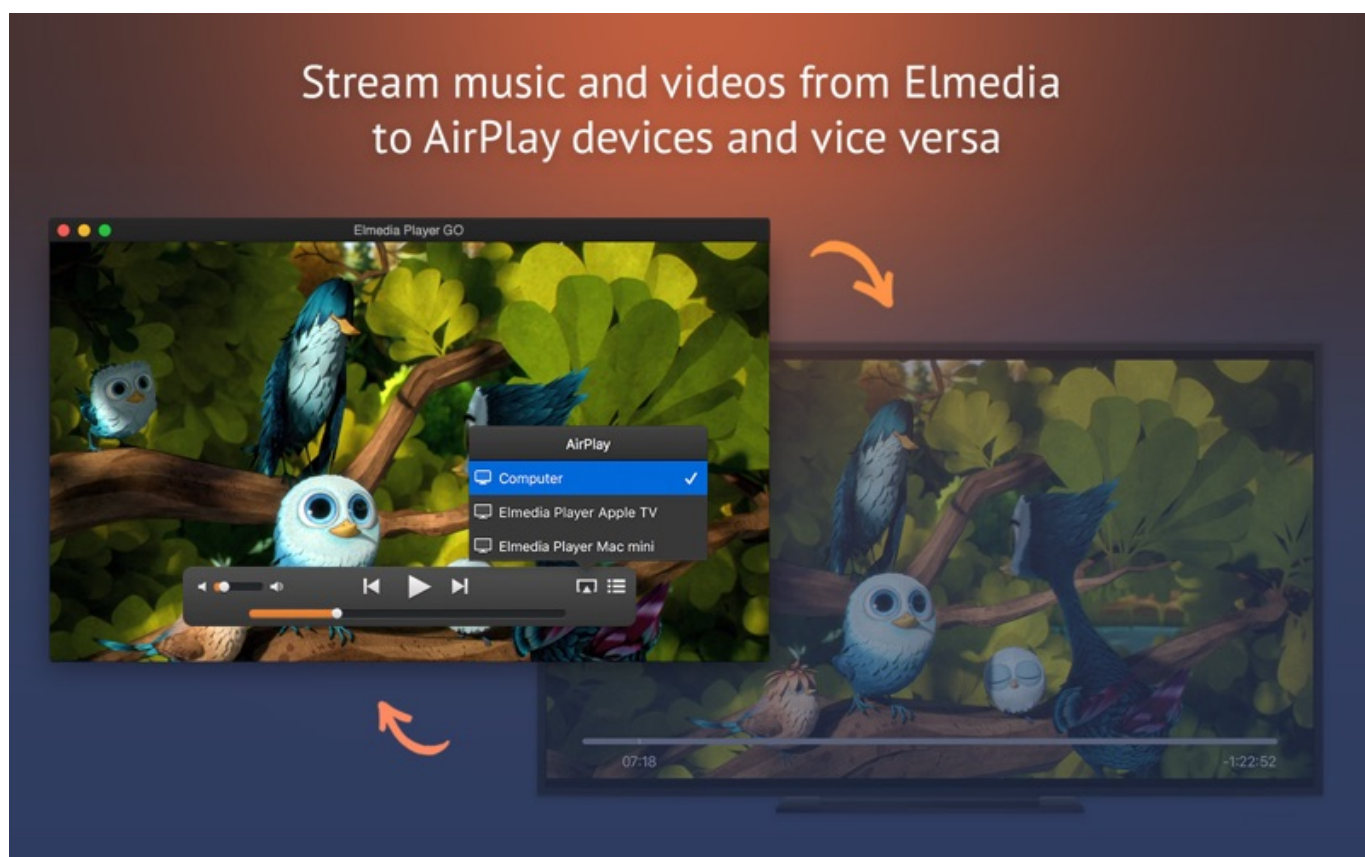 Stream music and videos from Elmedia
to AirPlay devices and vice versa
Elmedia Player GO
AirPlay
Computer
Elmedia Player Apple TV
Elmedia Player Mac mini
07:18
-1:22:52